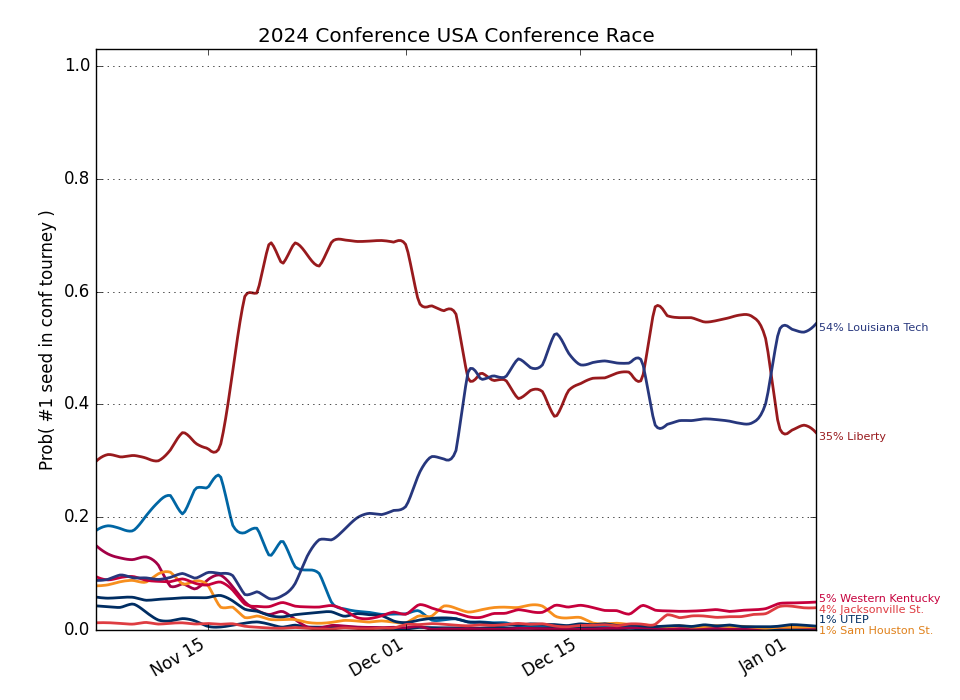 2024 Conference USA Conference Race
Prob( #1 seed in conf tourney )
1.0
0.8
0.6
0.4
0.2
0.0
Nov 15
Dec 01
Dec 15
Jan 01
54% Louisiana Tech
35% Liberty
5% Western Kentucky
4% Jacksonville St.
1% UTEP
1% Sam Houston St.